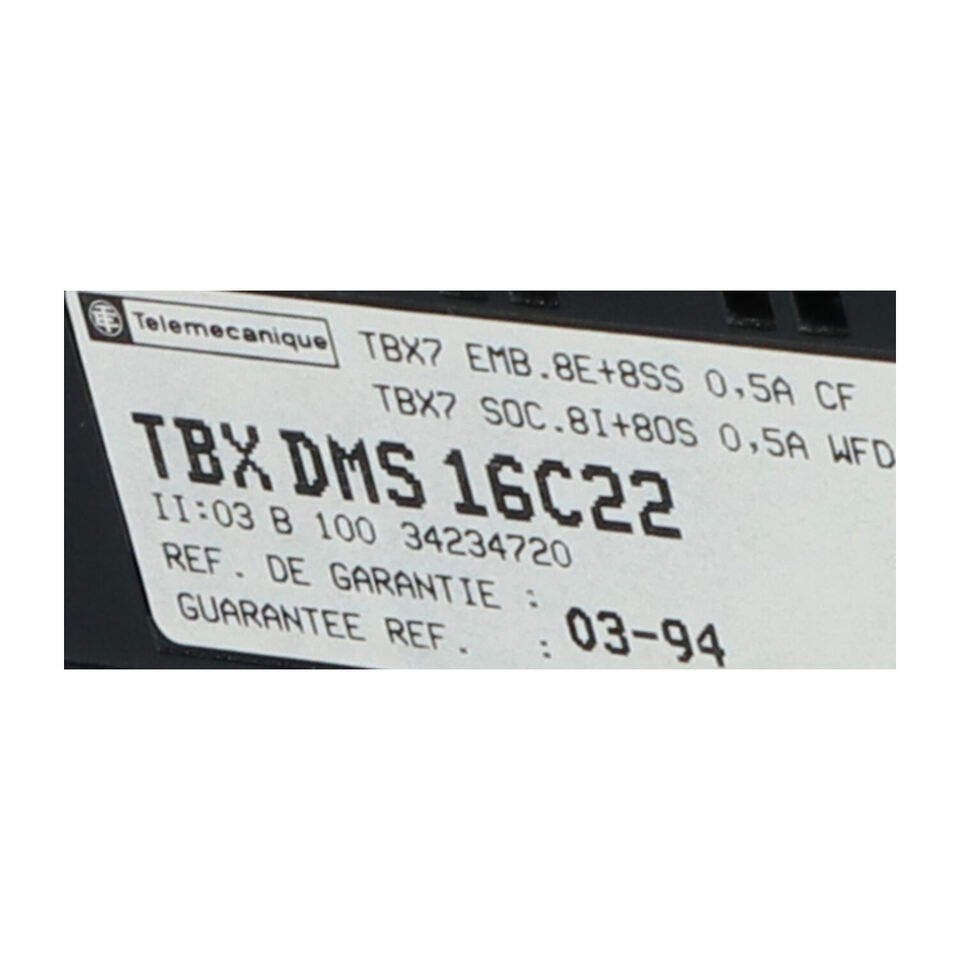 Telemecanique
TBX7 EMB.8E+8SS 0,5A CF
TBX7 SOC.8I+8OS 0,5A WFD
TBX DMS 16C22
II:03 B 100 34234720
REF. DE GARANTIE :
GUARANTEE REF. : 03-94